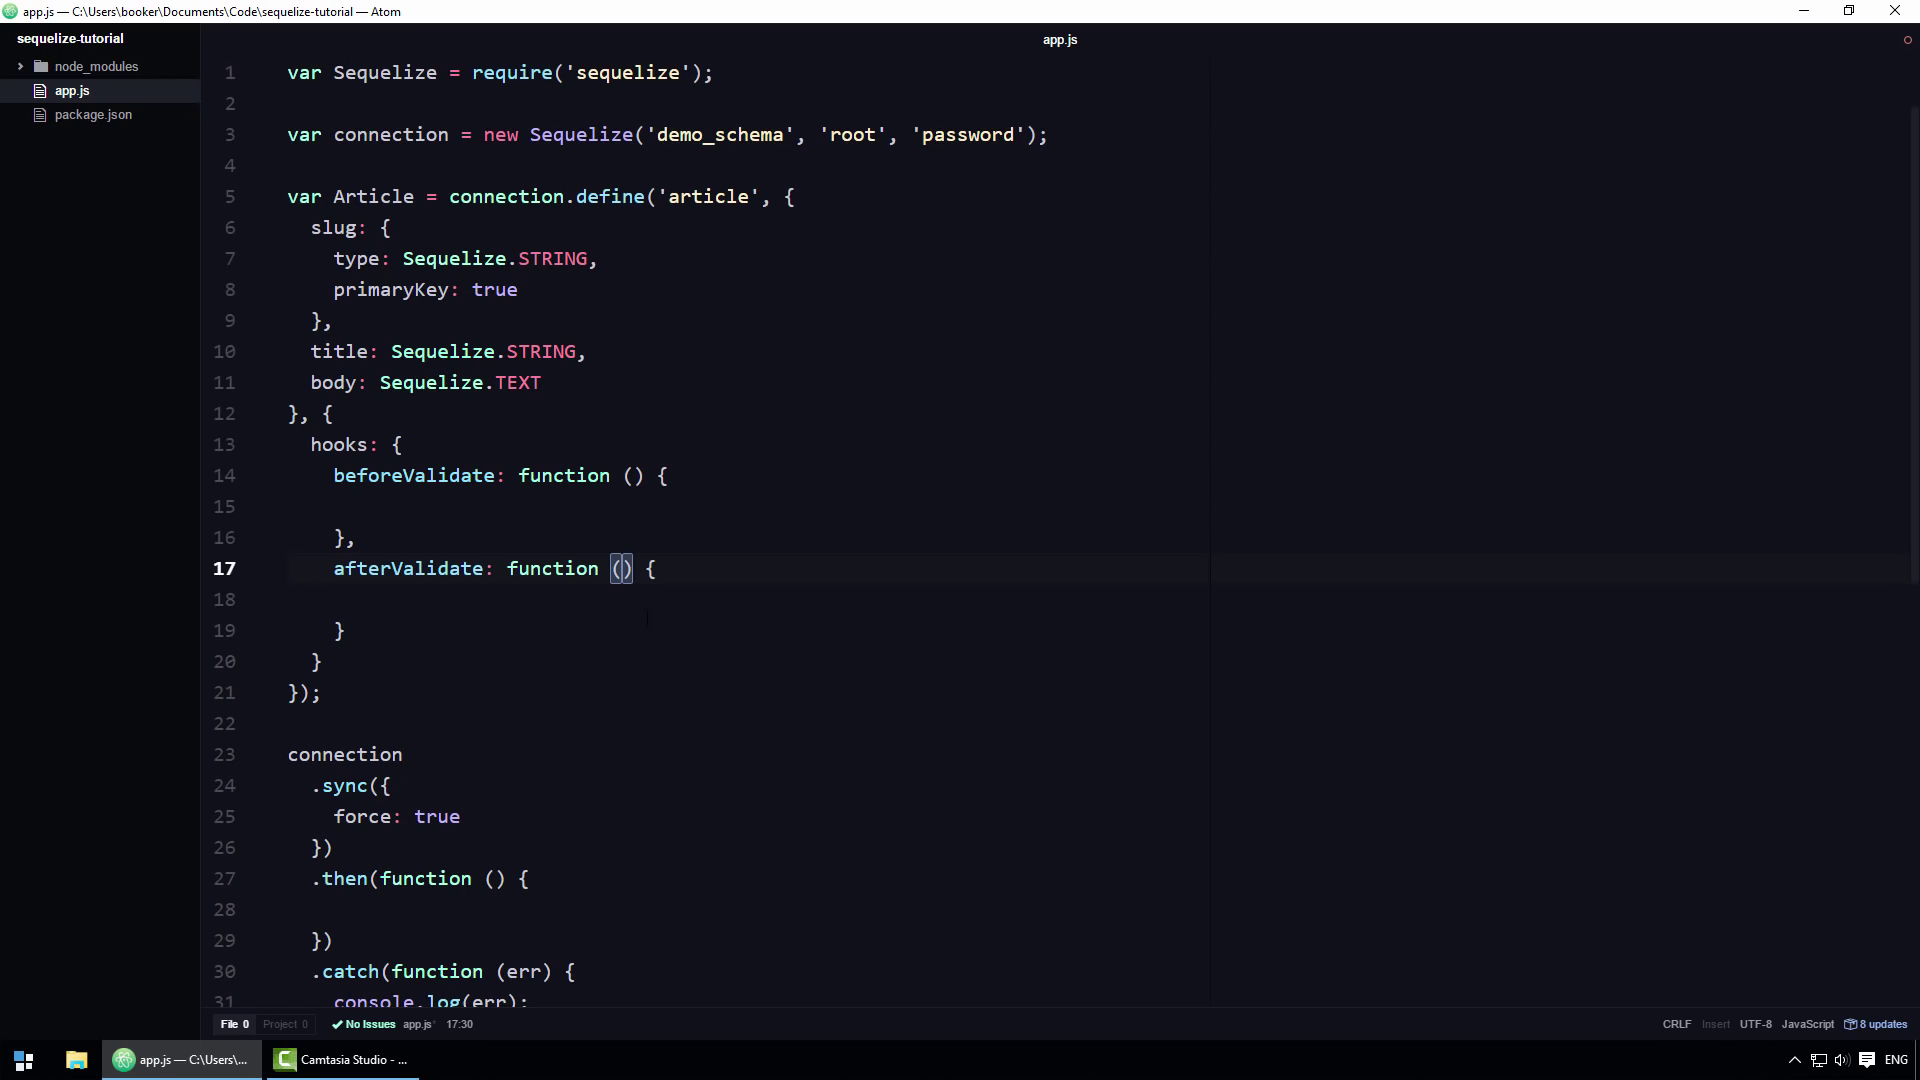 app.js — C:\Users\booker\Documents\Code\sequelize-tutorial — Atom
sequelize-tutorial
node_modules
app.js
package.json
app.js
1 var Sequelize = require('sequelize');
2
3 var connection = new Sequelize('demo_schema', 'root', 'password');
4
5 var Article = connection.define('article', {
6   slug: {
7     type: Sequelize.STRING,
8     primaryKey: true
9   },
10   title: Sequelize.STRING,
11   body: Sequelize.TEXT
12 }, {
13   hooks: {
14     beforeValidate: function () {
15
16     },
17     afterValidate: function () {
18
19     }
20   }
21 });
22
23 connection
24   .sync({
25     force: true
26   })
27   .then(function () {
28
29   })
30   .catch(function (err) {
31     console.log(err);
File 0 Project 0 No Issues app.js* 17:30 CRLF Insert UTF-8 JavaScript 8 updates
app.js — C:\Users\... Camtasia Studio - ... ENG